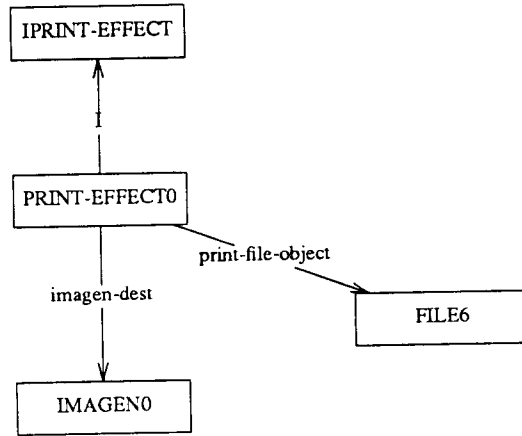 IPRINT-EFFECT
I
PRINT-EFFECT0
print-file-object
imagen-dest
FILE6
IMAGEN0